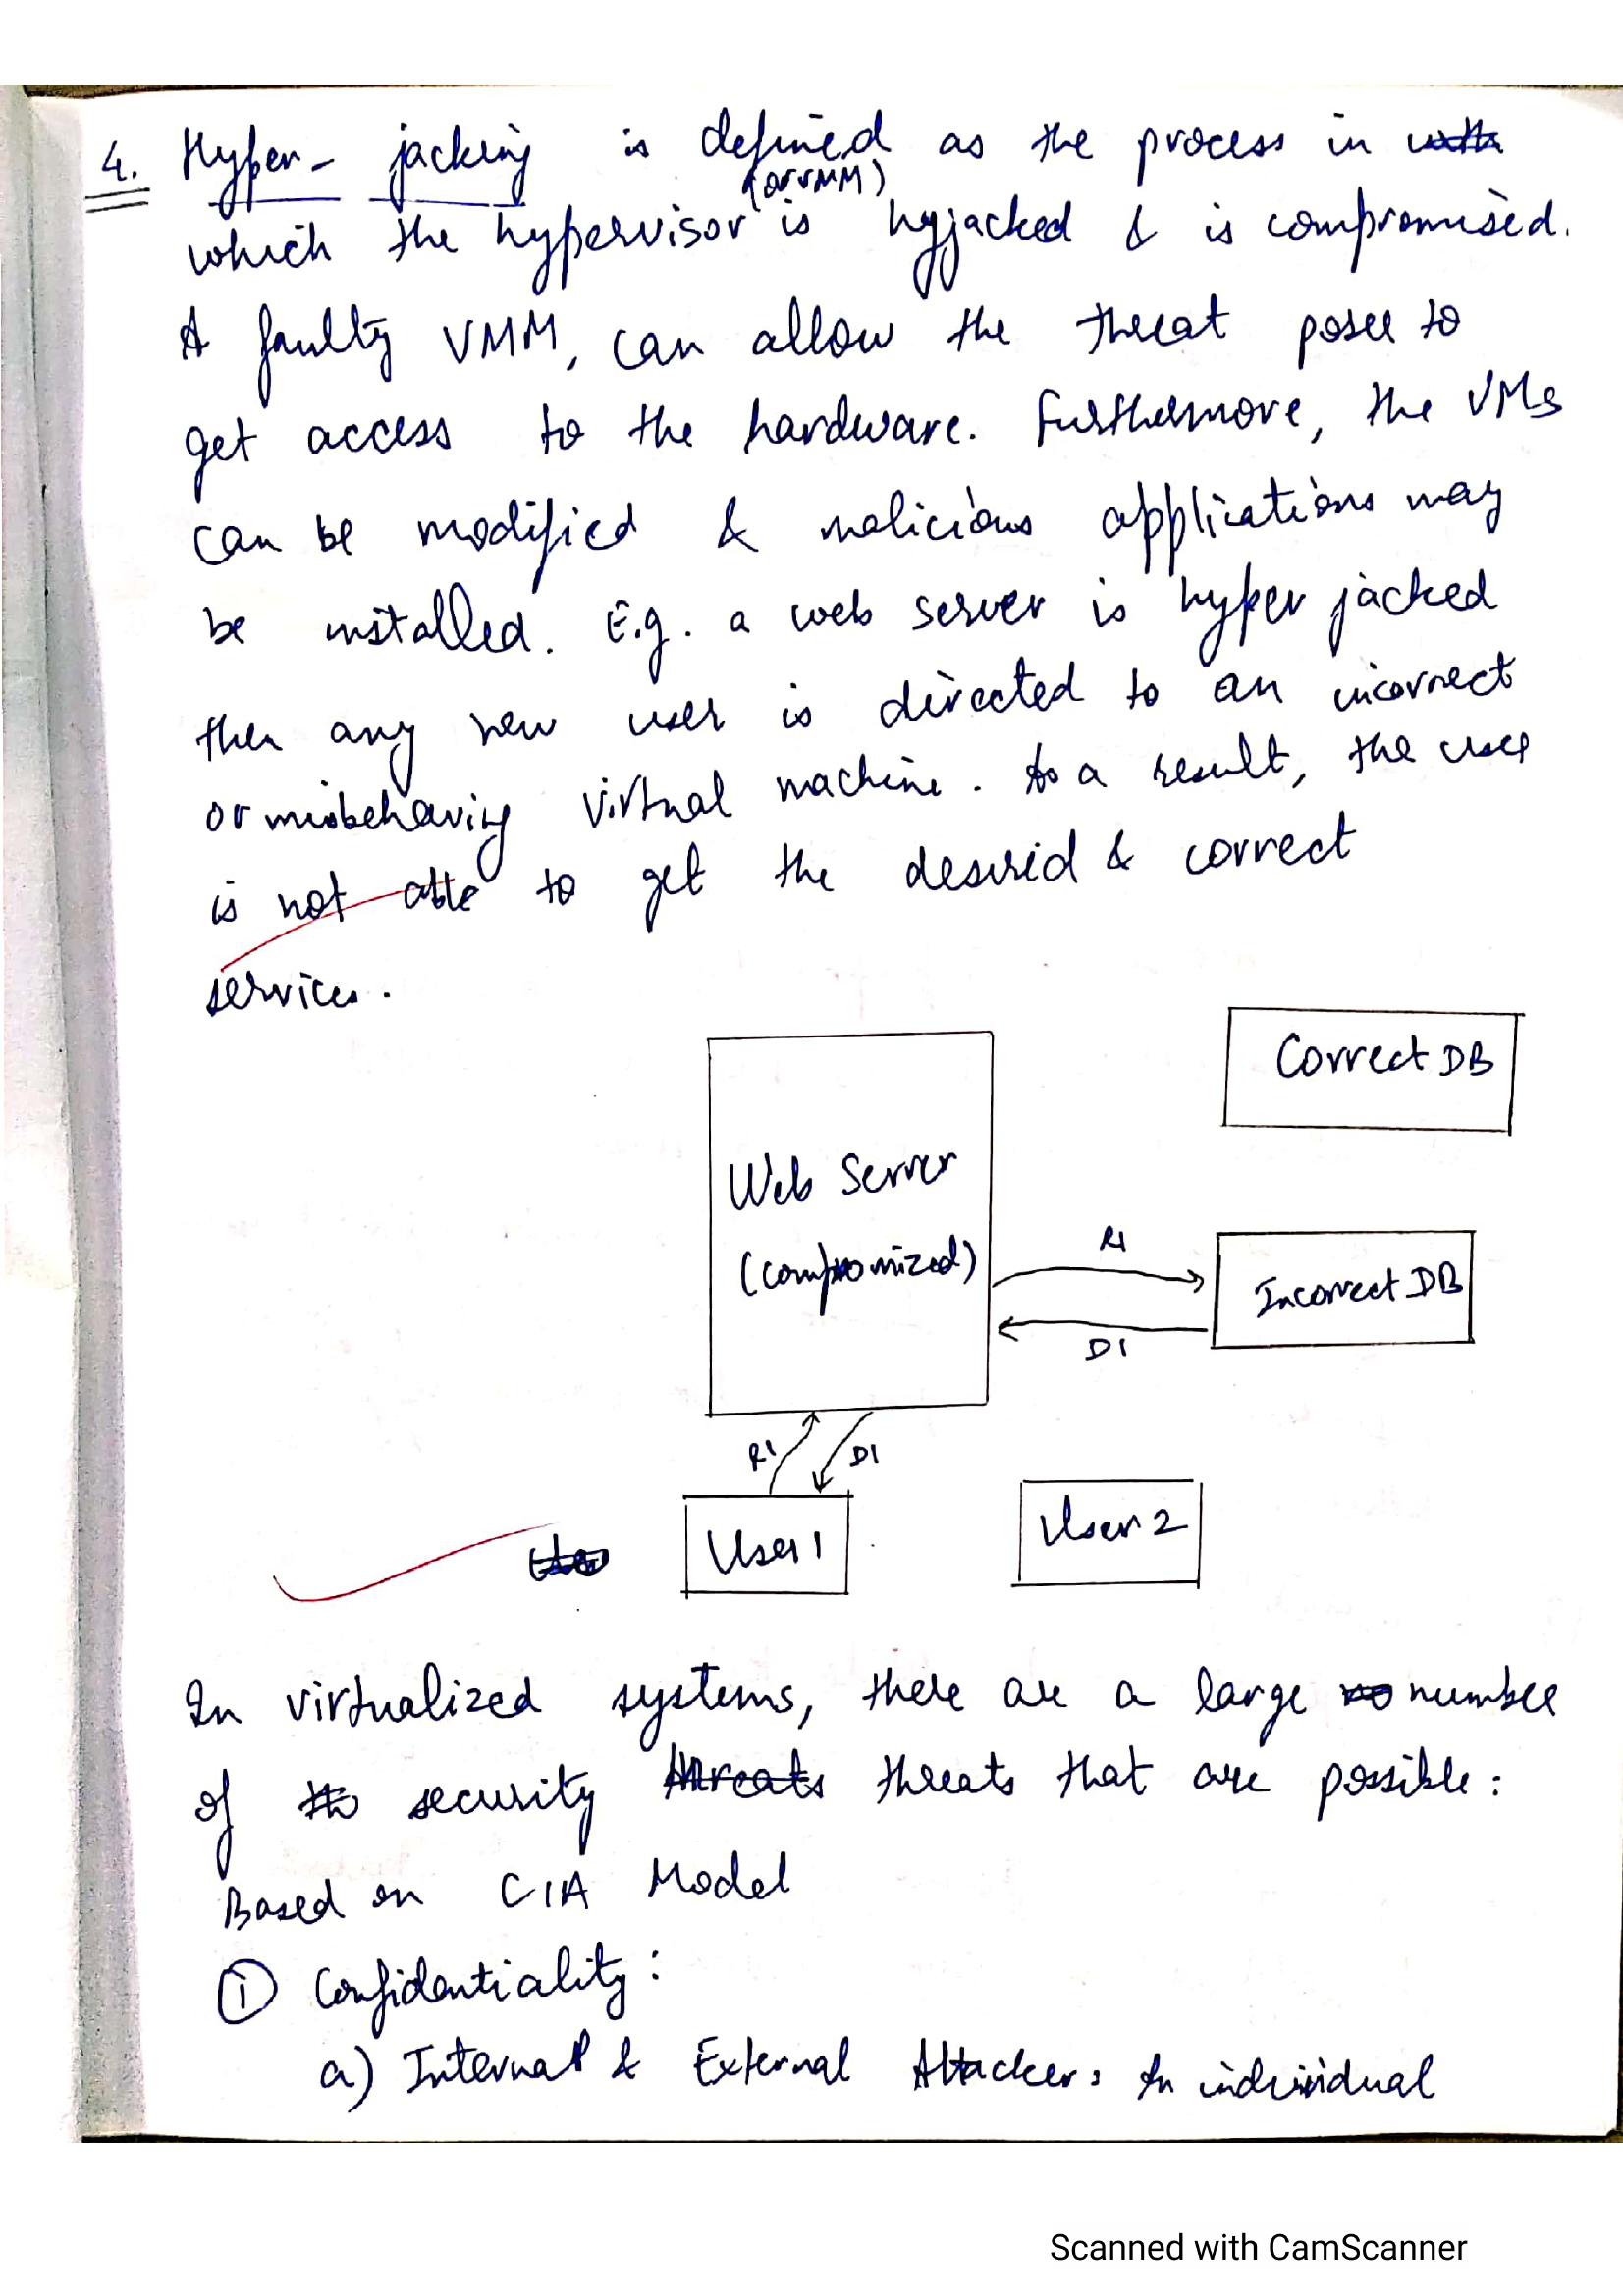 4. Hyper- jacking is defined as the process in
(or VMM)
which the hypervisor is hyjacked & is compromised.
A faulty VMM, can allow the threat poser to
get access to the hardware. Furthermore, the VMs
can be modified & malicious applications may
be installed. E.g. a web server is hyper jacked
then any new user is directed to an incorrect
or misbehaving virtual machine. As a result, the user
is not able to get the desired & correct
services.
Correct DB
Web Server
(compromized)
R1
Incorrect DB
D1
R1 D1
User 1
User 2
In virtualized systems, there are a large number
of security threats threats that are possible:
Based on CIA Model
① Confidentiality:
a) Internal & External Attacker: An individual
Scanned with CamScanner